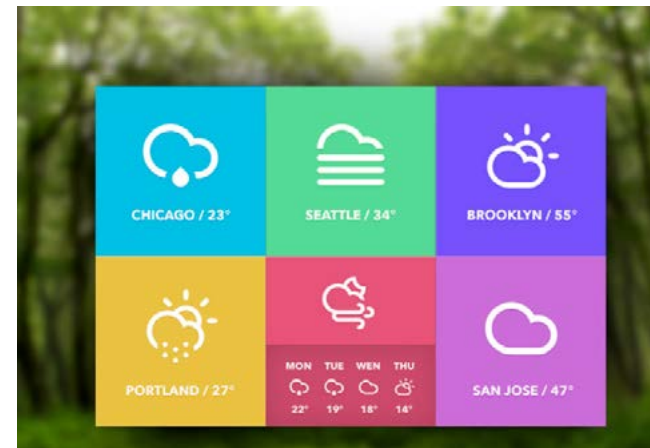 CHICAGO / 23°
SEATTLE / 34°
BROOKLYN / 55°
PORTLAND / 27°
MON TUE WEN THU
22° 19° 18° 14°
SAN JOSE / 47°